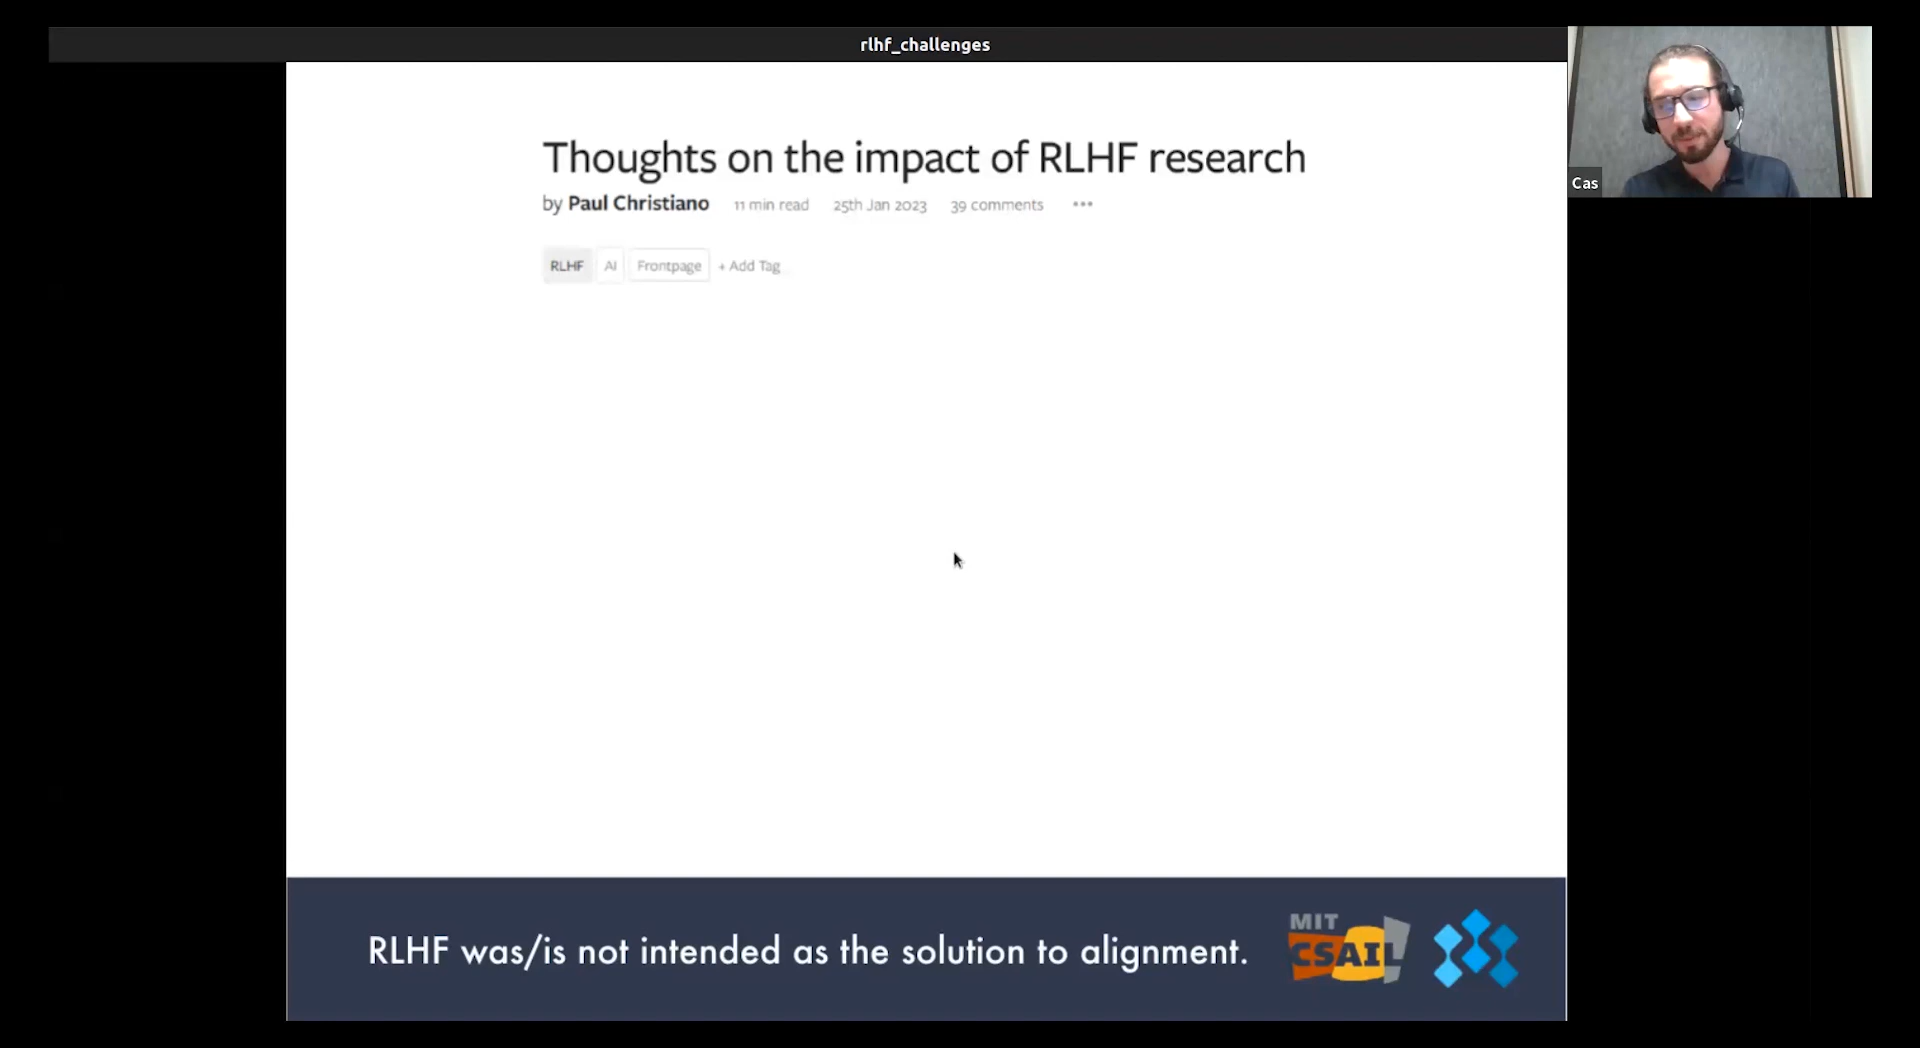 rlhf_challenges
Cas
Thoughts on the impact of RLHF research
by Paul Christiano 11 min read 25th Jan 2023 39 comments •••
RLHF AI Frontpage + Add Tag
RLHF was/is not intended as the solution to alignment.
MIT
CSAIL